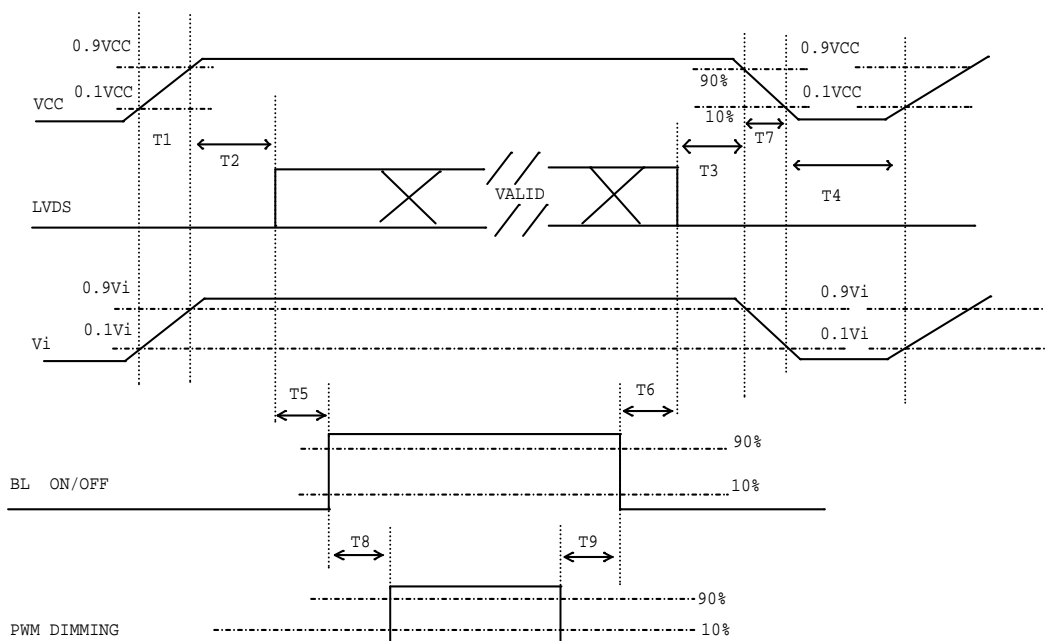 0.9VCC
0.9VCC
90%
0.1VCC
0.1VCC
VCC
10%
T1
T2
T3
T7
T4
VALID
LVDS
0.9Vi
0.9Vi
0.1Vi
0.1Vi
Vi
T5
T6
90%
BL ON/OFF
10%
T8
T9
90%
PWM DIMMING
10%